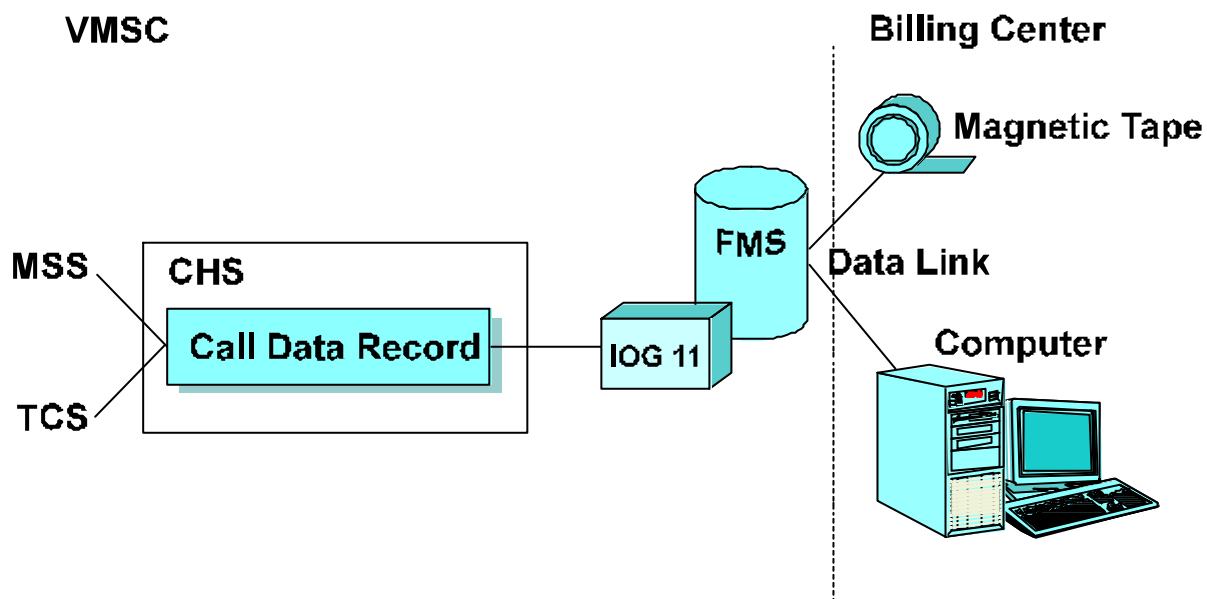 VMSC
Billing Center
Magnetic Tape
FMS
MSS
CHS
Data Link
Call Data Record
IOG 11
Computer
TCS